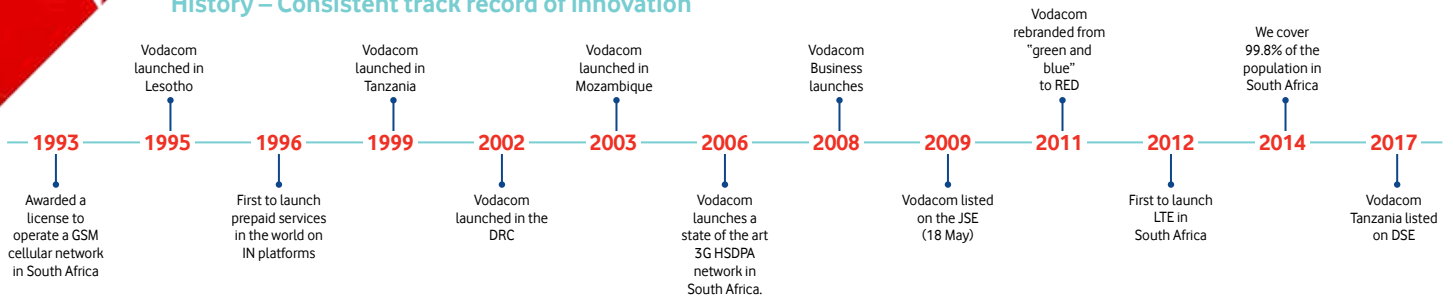 History – Consistent track record of innovation
1993
Awarded a
license to
operate a GSM
cellular network
in South Africa
Vodacom
launched in
Lesotho
1995
1996
First to launch
prepaid services
in the world on
IN platforms
Vodacom
launched in
Tanzania
1999
2002
Vodacom
launched in the
DRC
Vodacom
launched in
Mozambique
2003
2006
Vodacom
launches a
state of the art
3G HSDPA
network in
South Africa.
Vodacom
Business
launches
2008
2009
Vodacom listed
on the JSE
(18 May)
Vodacom
rebranded from
"green and
blue"
to RED
2011
2012
First to launch
LTE in
South Africa
We cover
99.8% of the
population in
South Africa
2014
2017
Vodacom
Tanzania listed
on DSE